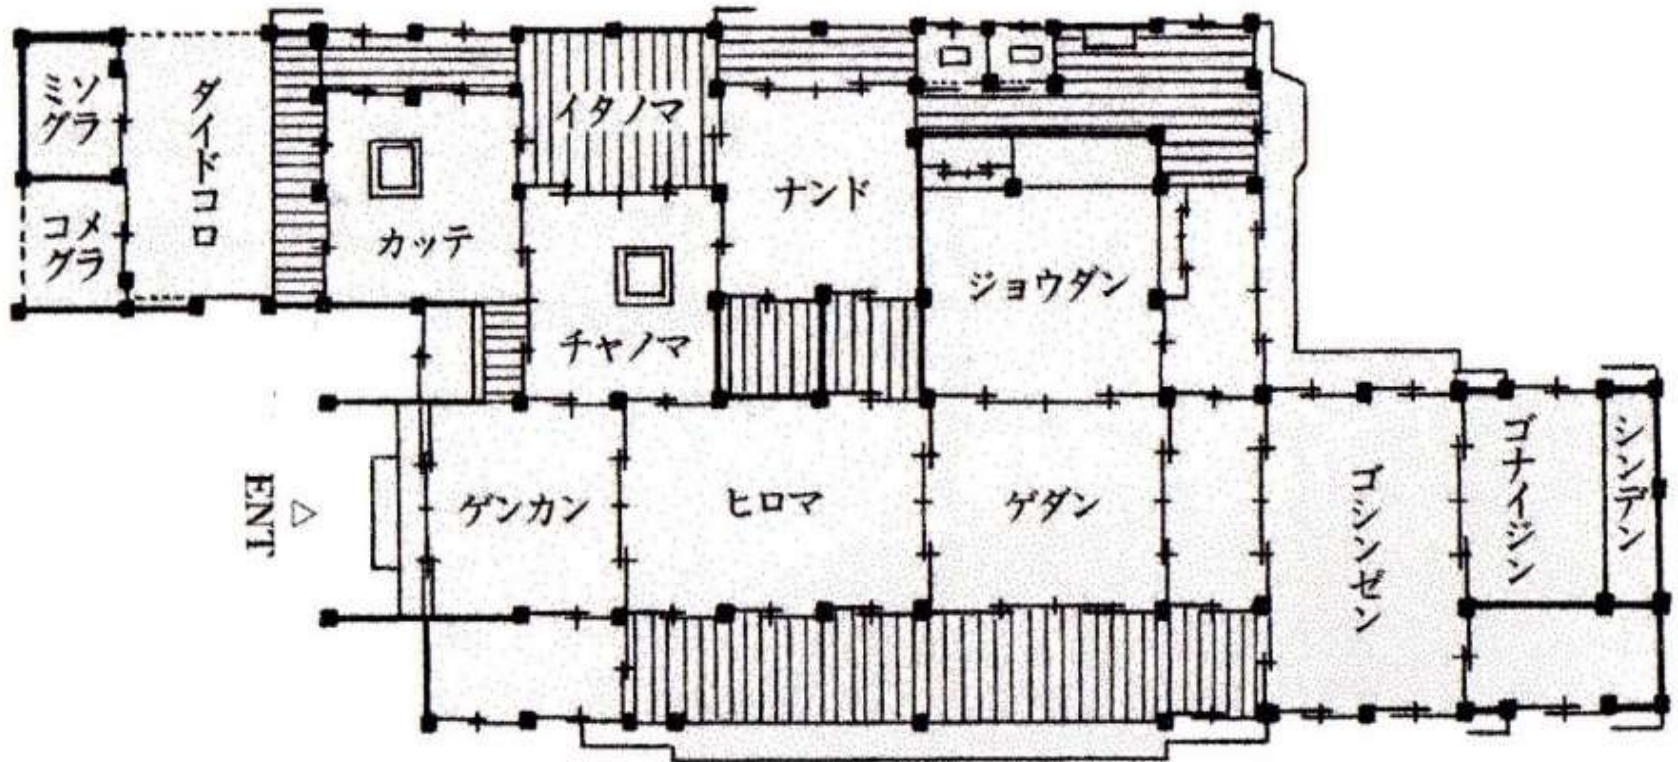 ミソ
グラ
コメ
グラ
ダイドコロ
カッテ
イタノマ
チャノマ
ナンド
ジョウダン
ENT
ゲンカン
ヒロマ
ゲダン
ゴシンゼン
ゴナイジン
シンデン